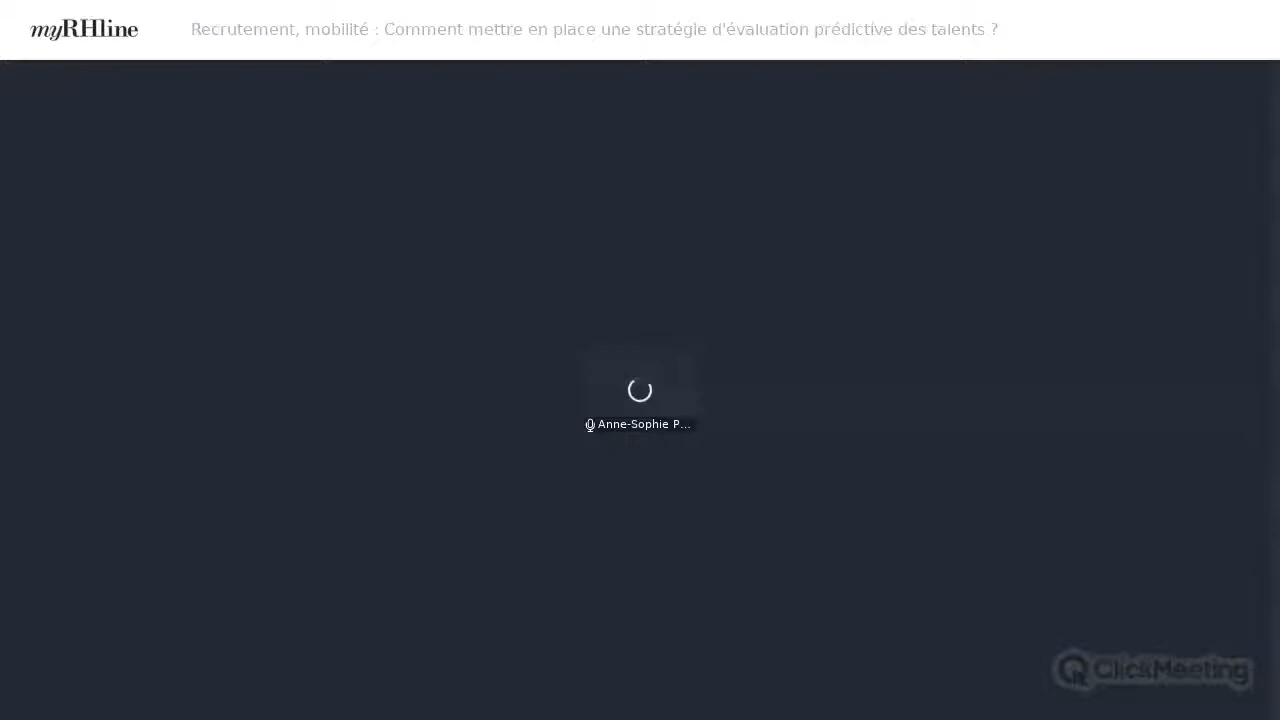 myRHline
Recrutement, mobilité : Comment mettre en place une stratégie d'évaluation prédictive des talents ?
Anne-Sophie P...
ClickMeeting